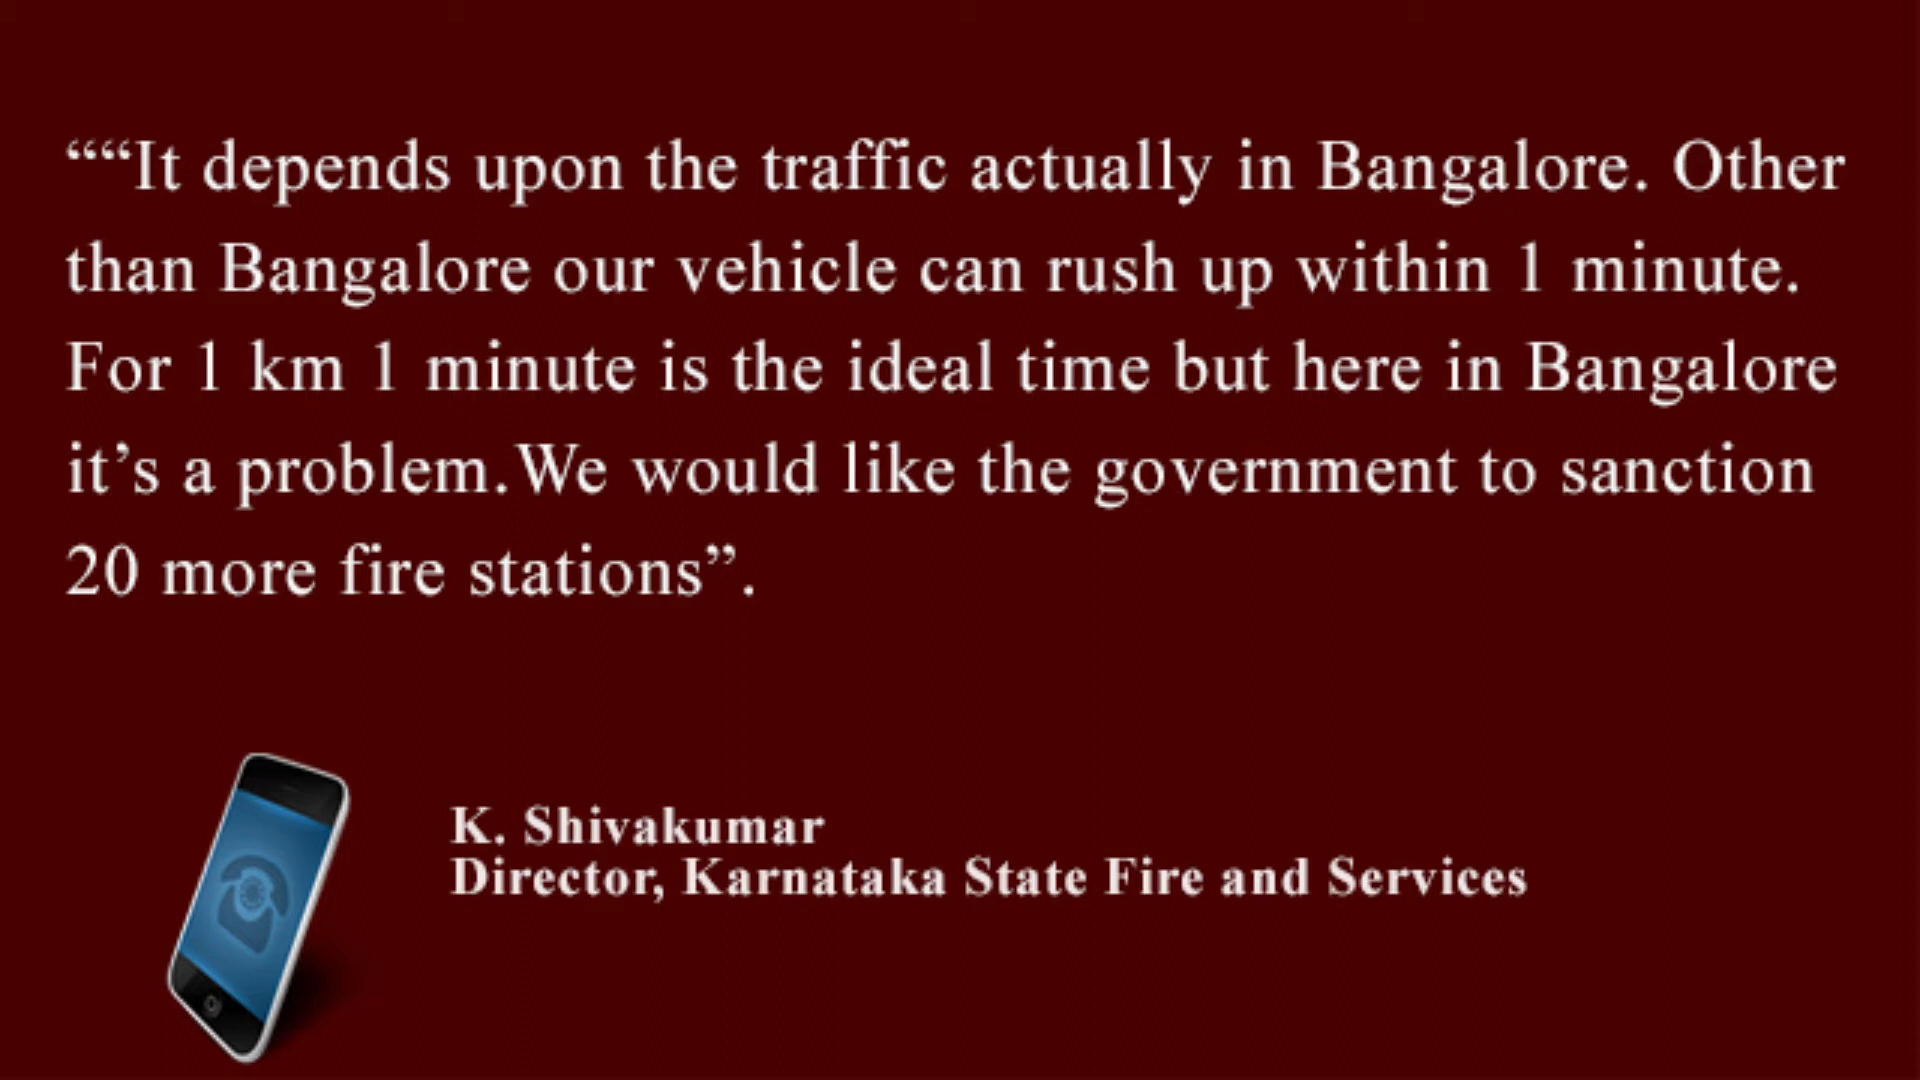 ““It depends upon the traffic actually in Bangalore. Other
than Bangalore our vehicle can rush up within 1 minute.
For 1 km 1 minute is the ideal time but here in Bangalore
it’s a problem.We would like the government to sanction
20 more fire stations”.
K. Shivakumar
Director, Karnataka State Fire and Services